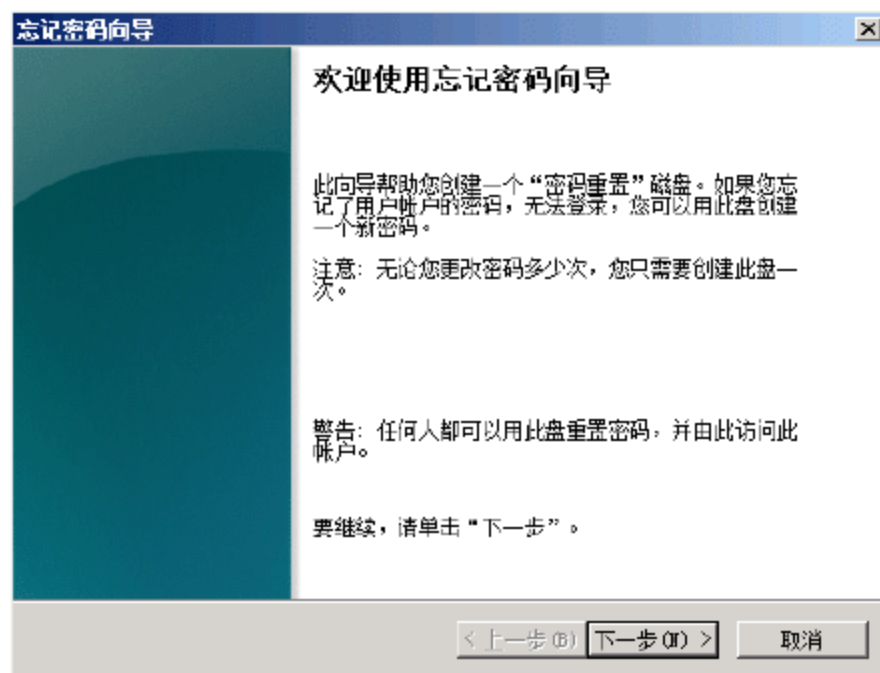 忘记密码向导
欢迎使用忘记密码向导
此向导帮助您创建一个“密码重置”磁盘。如果您忘
记了用户帐户的密码，无法登录，您可以用此盘创建
一个新密码。
注意: 无论您更改密码多少次，您只需要创建此盘一
次。
警告: 任何人都可以用此盘重置密码，并由此访问此
帐户。
要继续，请单击“下一步”。
< 上一步(B) 下一步(N) > 取消